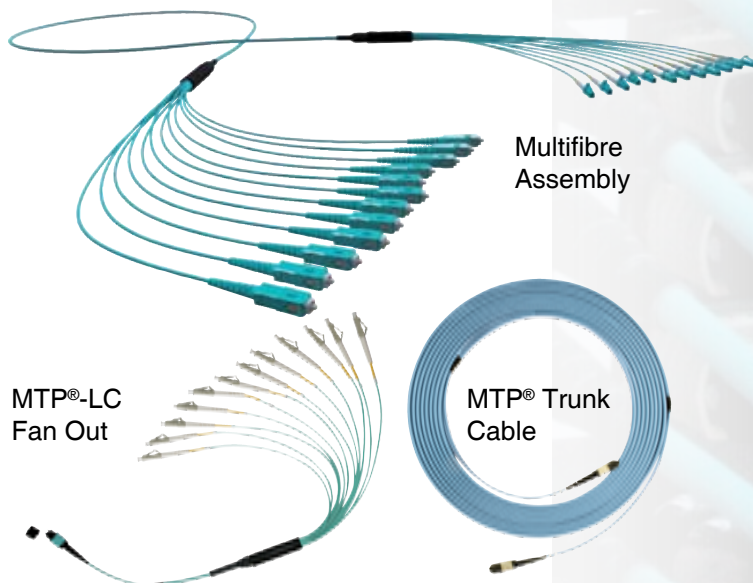 Multifibre
Assembly
MTP®-LC
Fan Out
MTP® Trunk
Cable